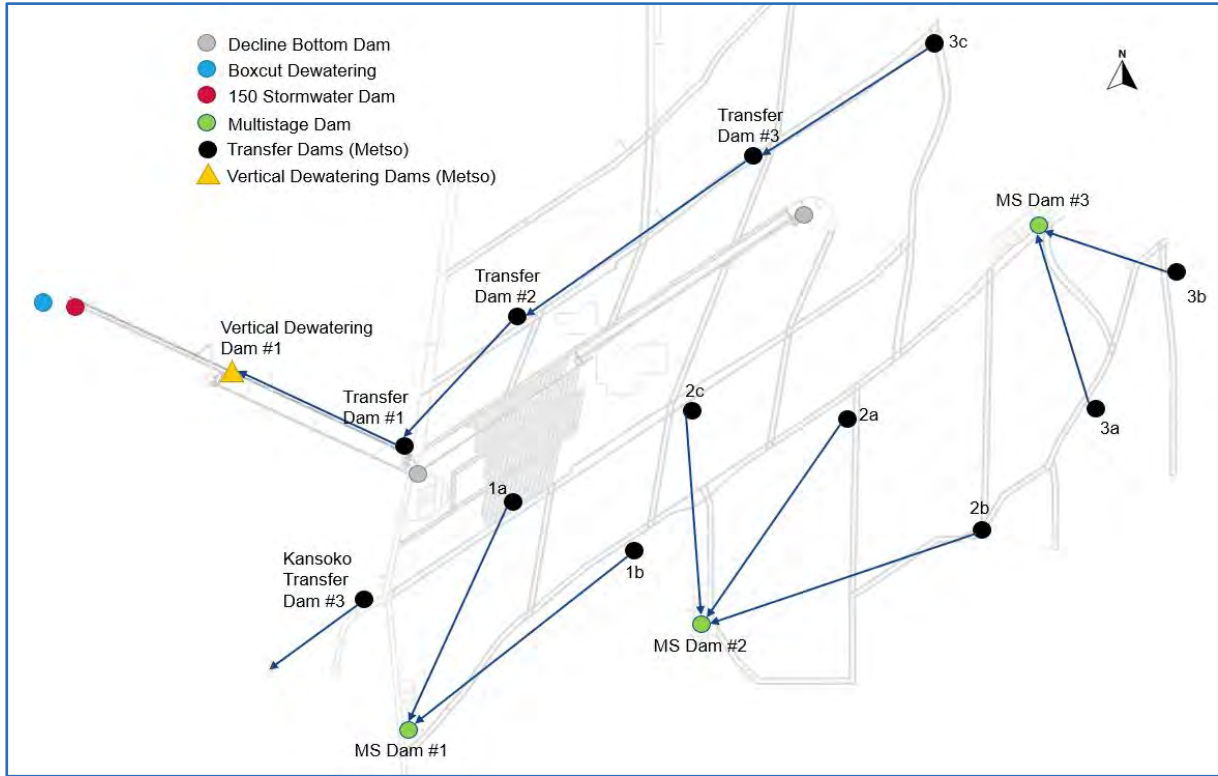 Decline Bottom Dam
Boxcut Dewatering
150 Stormwater Dam
Multistage Dam
Transfer Dams (Metso)
Vertical Dewatering Dams (Metso)
N
3c
Transfer
Dam #3
MS Dam #3
3b
Transfer
Dam #2
Vertical Dewatering
Dam #1
Transfer
Dam #1
2c
2a
3a
1a
2b
1b
Kansoko
Transfer
Dam #3
MS Dam #2
MS Dam #1